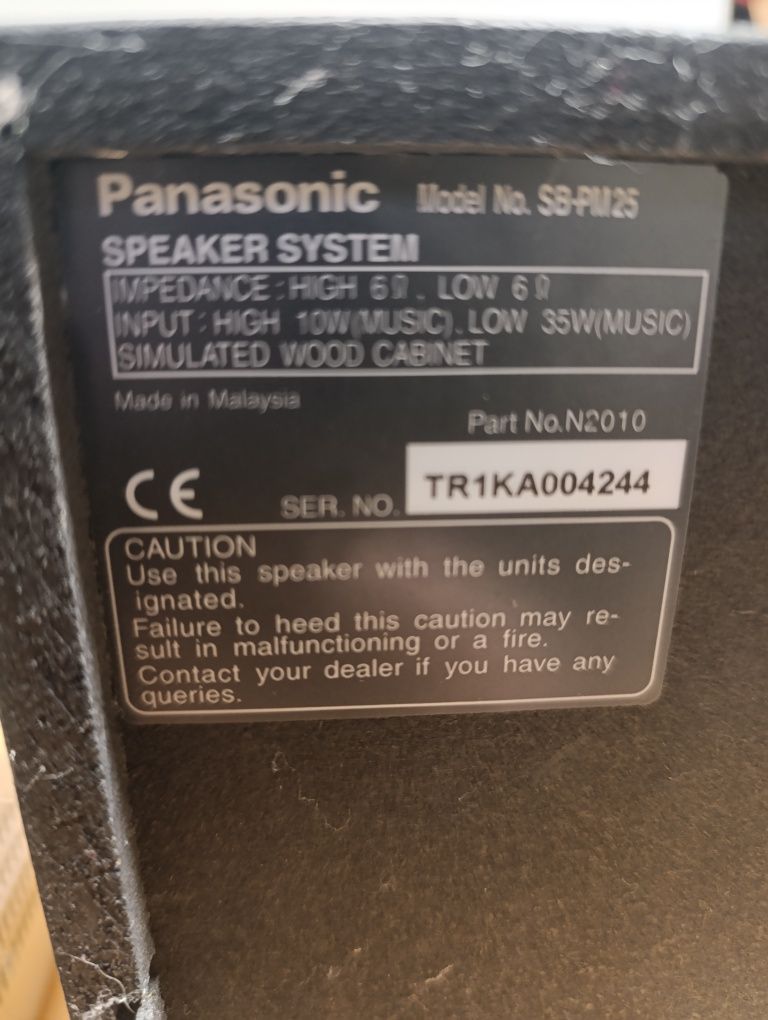 Panasonic Model No. SB-PM25
SPEAKER SYSTEM
IMPEDANCE : HIGH 6Ω . LOW 6Ω
INPUT : HIGH 10W(MUSIC). LOW 35W(MUSIC)
SIMULATED WOOD CABINET
Made in Malaysia
Part No.N2010
CE SER. NO. TR1KA004244
CAUTION
Use this speaker with the units des-
ignated.
Failure to heed this caution may re-
sult in malfunctioning or a fire.
Contact your dealer if you have any
queries.